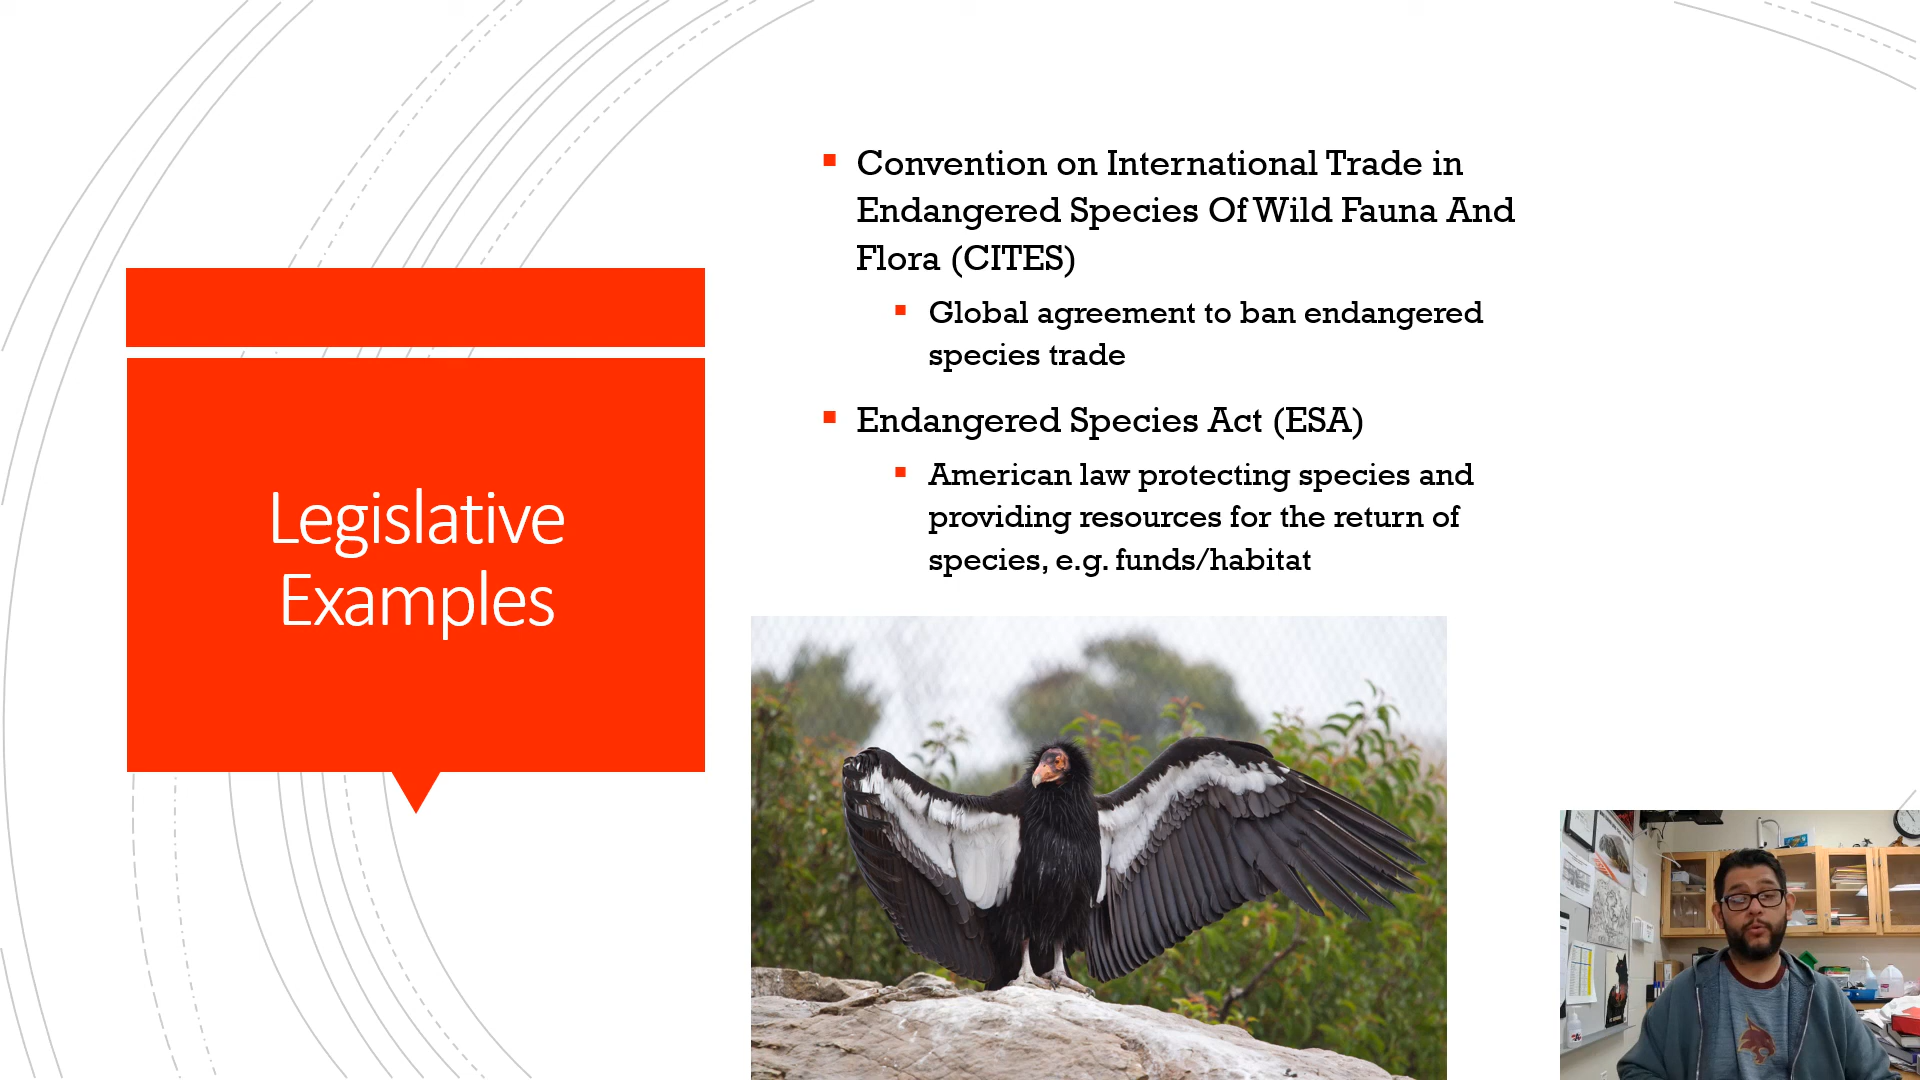 Legislative
Examples
Convention on International Trade in
Endangered Species Of Wild Fauna And
Flora (CITES)
Global agreement to ban endangered
species trade
Endangered Species Act (ESA)
American law protecting species and
providing resources for the return of
species, e.g. funds/habitat